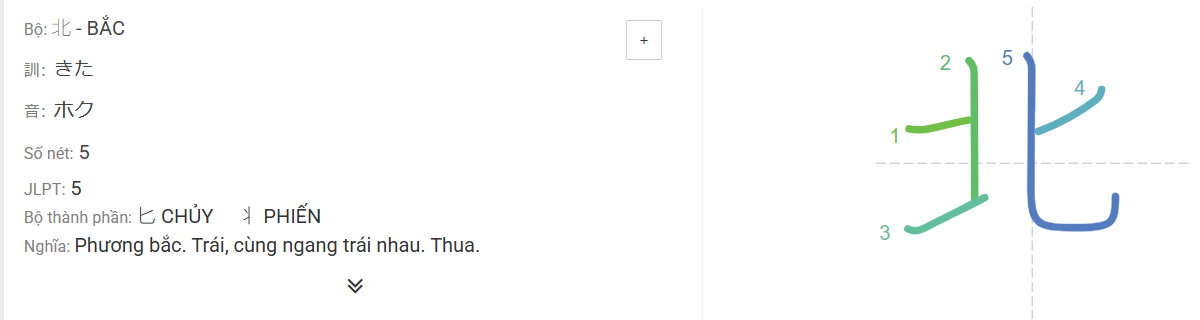 Bộ: 北 - BẮC
+
訓: きた
音: ホク
Số nét: 5
JLPT: 5
Bộ thành phần: 匕 CHỦY 丬 PHIẾN
Nghĩa: Phương bắc. Trái, cùng ngang trái nhau. Thua.
北
1
2
3
4
5